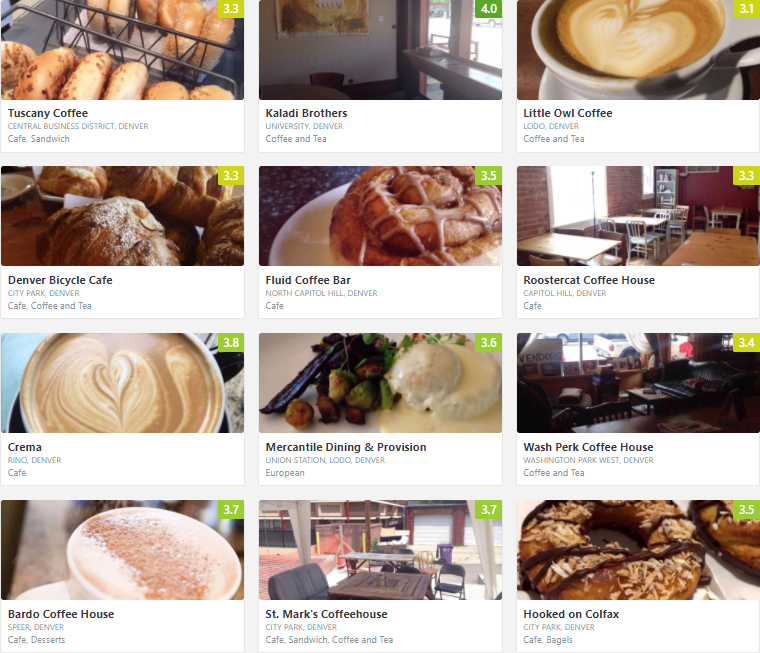 3.3
4.0
3.1
Tuscany Coffee
CENTRAL BUSINESS DISTRICT, DENVER
Cafe, Sandwich
Kaladi Brothers
UNIVERSITY, DENVER
Coffee and Tea
Little Owl Coffee
LODO, DENVER
Coffee and Tea
3.3
3.5
3.3
Denver Bicycle Cafe
CITY PARK, DENVER
Cafe, Coffee and Tea
Fluid Coffee Bar
NORTH CAPITOL HILL, DENVER
Cafe
Roostercat Coffee House
CAPITOL HILL, DENVER
Cafe
3.8
3.6
3.4
VENDORS
Crema
RINO, DENVER
Cafe
Mercantile Dining & Provision
UNION STATION, LODO, DENVER
European
Wash Perk Coffee House
WASHINGTON PARK WEST, DENVER
Coffee and Tea
3.7
3.7
3.5
Bardo Coffee House
SPEER, DENVER
Cafe, Desserts
St. Mark's Coffeehouse
CITY PARK, DENVER
Cafe, Sandwich, Coffee and Tea
Hooked on Colfax
CITY PARK, DENVER
Cafe, Bagels